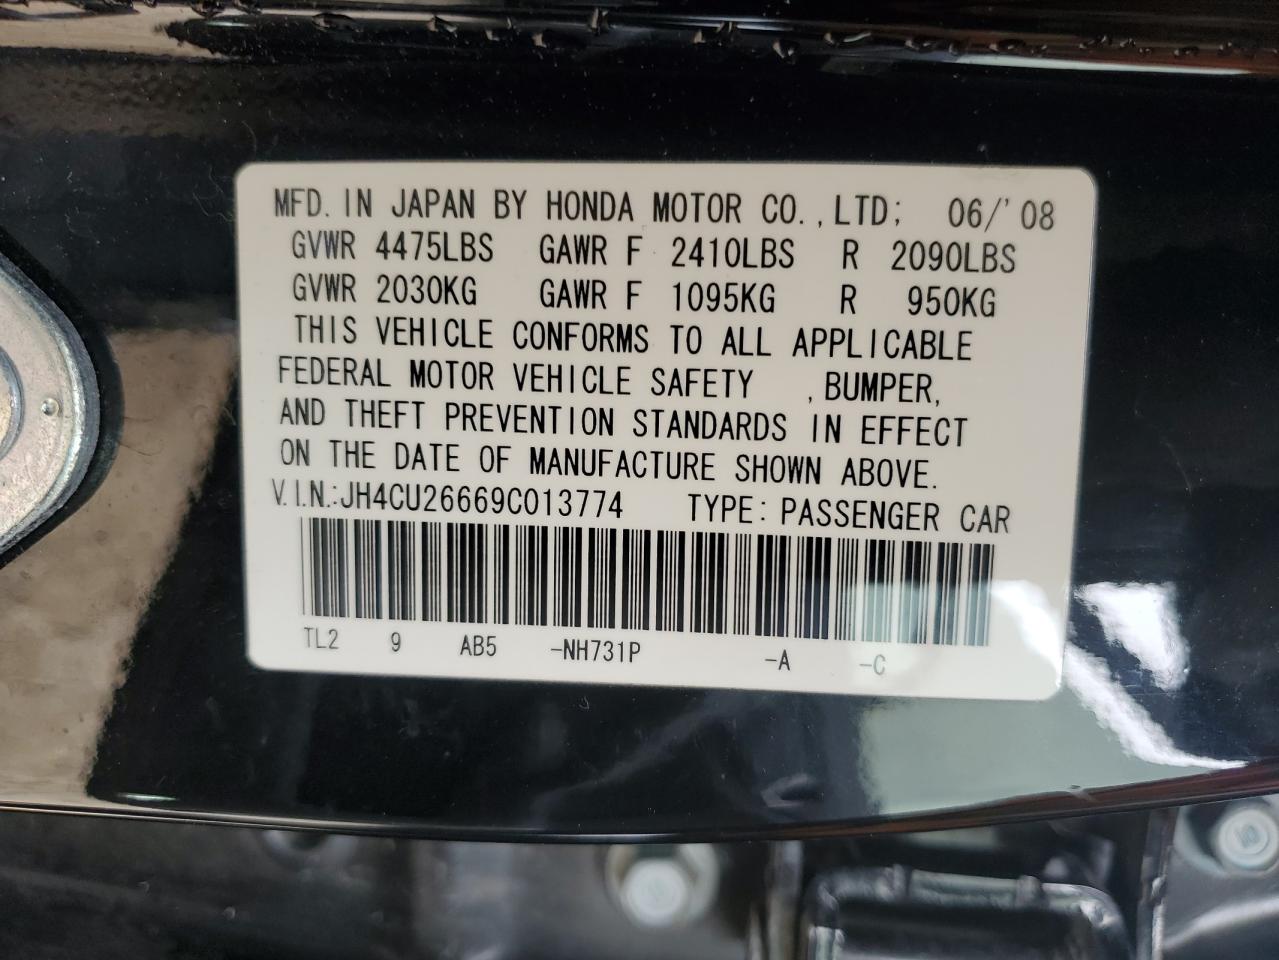 MFD. IN JAPAN BY HONDA MOTOR CO., LTD; 06/'08
GVWR 4475LBS GAWR F 2410LBS R 2090LBS
GVWR 2030KG GAWR F 1095KG R 950KG
THIS VEHICLE CONFORMS TO ALL APPLICABLE
FEDERAL MOTOR VEHICLE SAFETY , BUMPER,
AND THEFT PREVENTION STANDARDS IN EFFECT
ON THE DATE OF MANUFACTURE SHOWN ABOVE.
V.I.N.:JH4CU26669C013774 TYPE: PASSENGER CAR
TL2 9 AB5 -NH731P -A -C